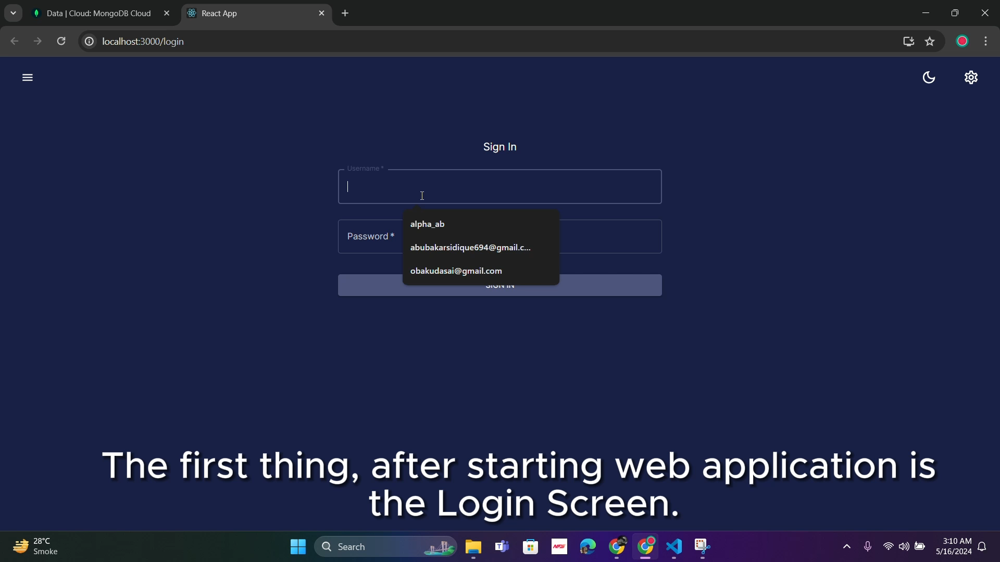 Data | Cloud: MongoDB Cloud
React App
localhost:3000/login
Sign In
Username *
alpha_ab
abubakarsidique694@gmail.c...
Password *
obakudasai@gmail.com
SIGN IN
The first thing, after starting web application is
the Login Screen.
28°C
Smoke
Search
NFS
3:10 AM
5/16/2024